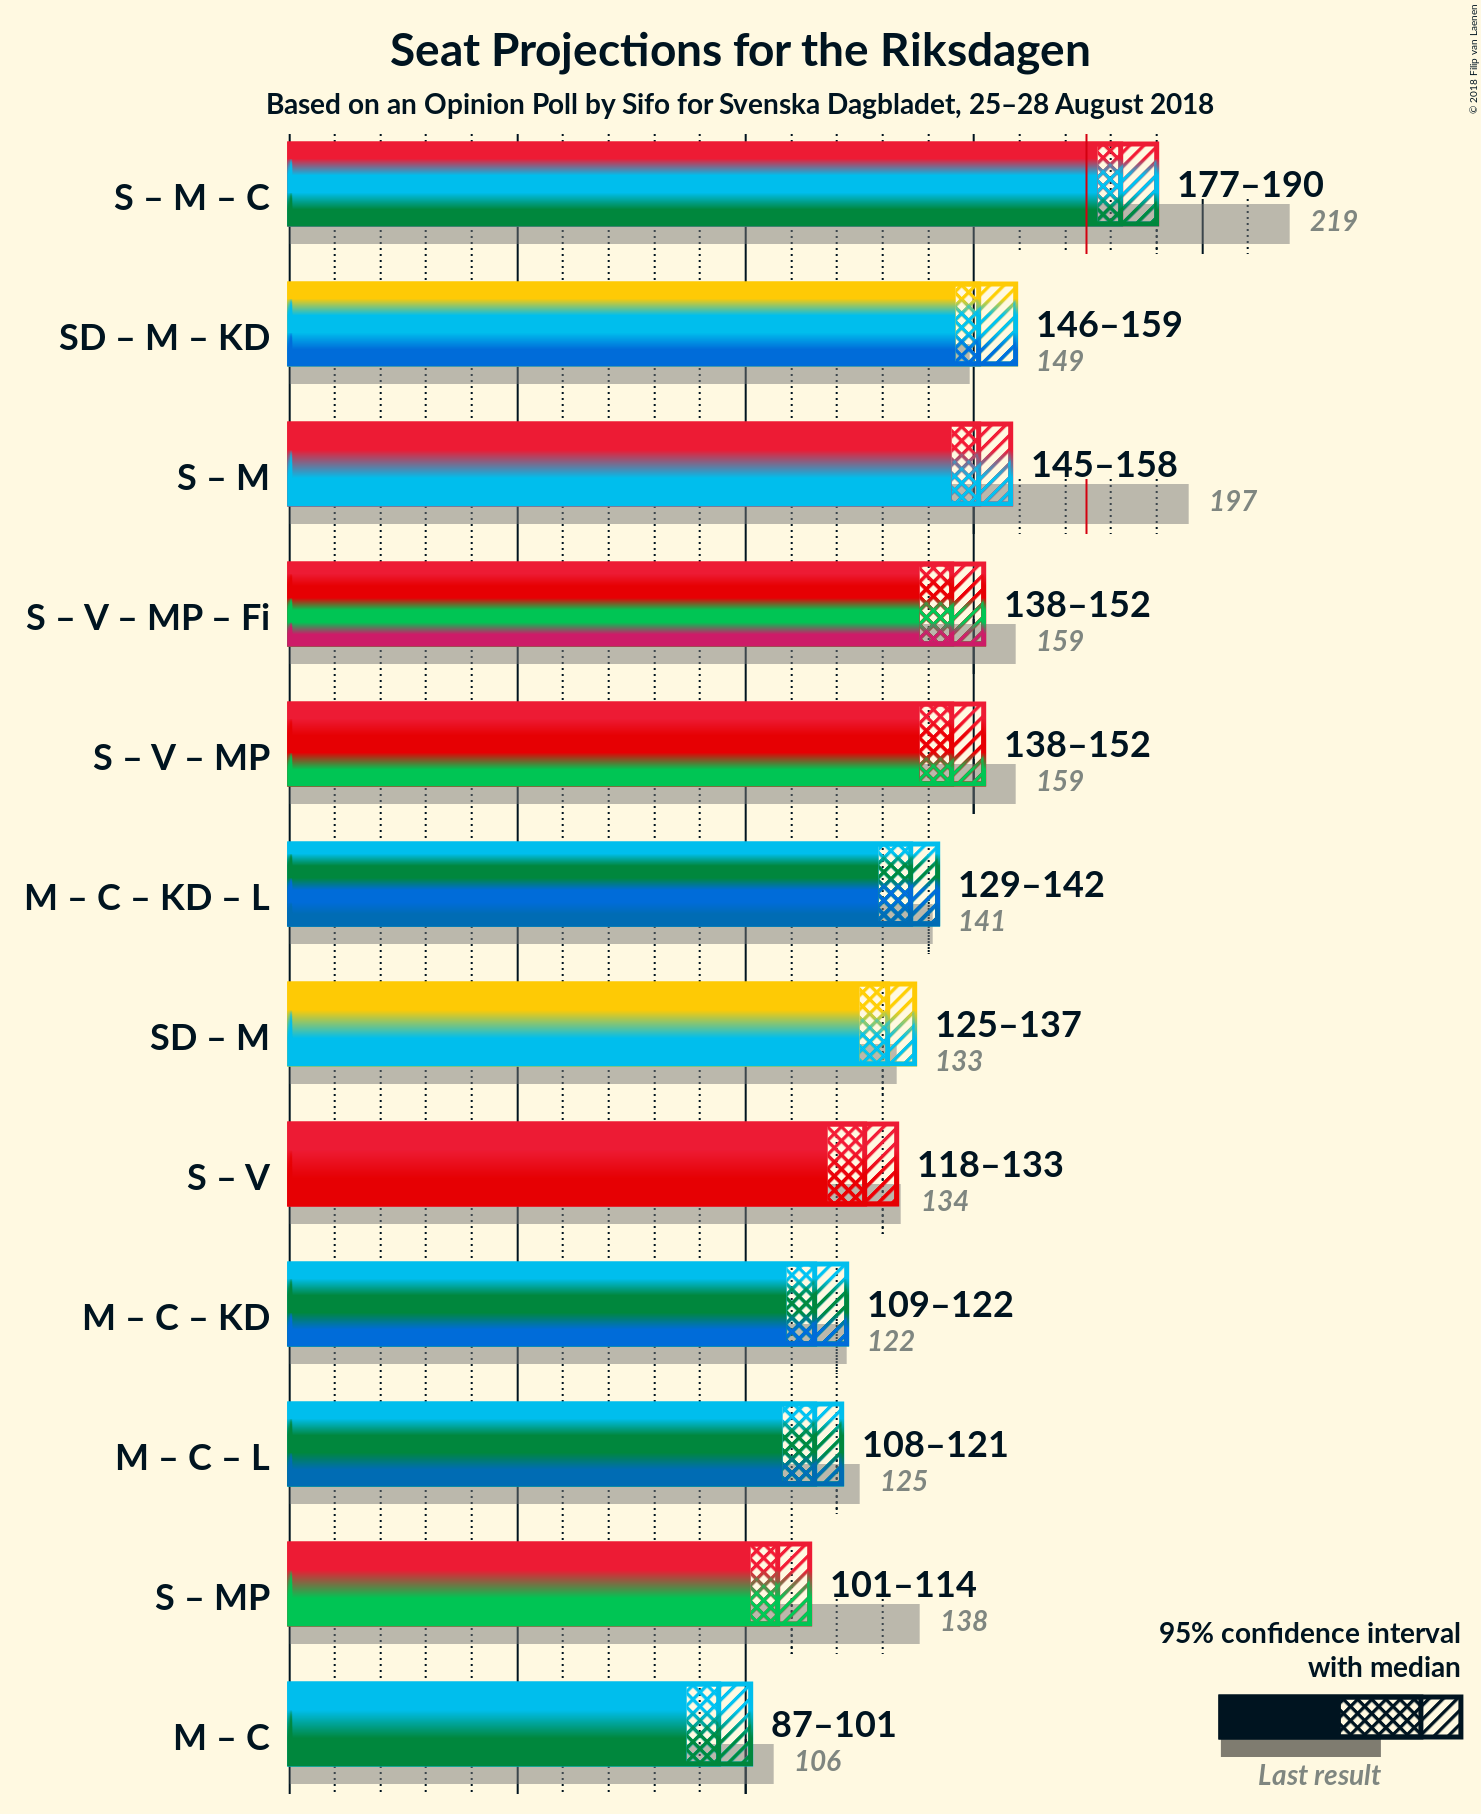 Seat Projections for the Riksdagen
Based on an Opinion Poll by Sifo for Svenska Dagbladet, 25–28 August 2018
© 2018 Filip van Laenen
S – M – C
177–190
219
SD – M – KD
146–159
149
S – M
145–158
197
S – V – MP – Fi
138–152
159
S – V – MP
138–152
159
M – C – KD – L
129–142
141
SD – M
125–137
133
S – V
118–133
134
M – C – KD
109–122
122
M – C – L
108–121
125
S – MP
101–114
138
M – C
87–101
106
95% confidence interval
with median
Last result